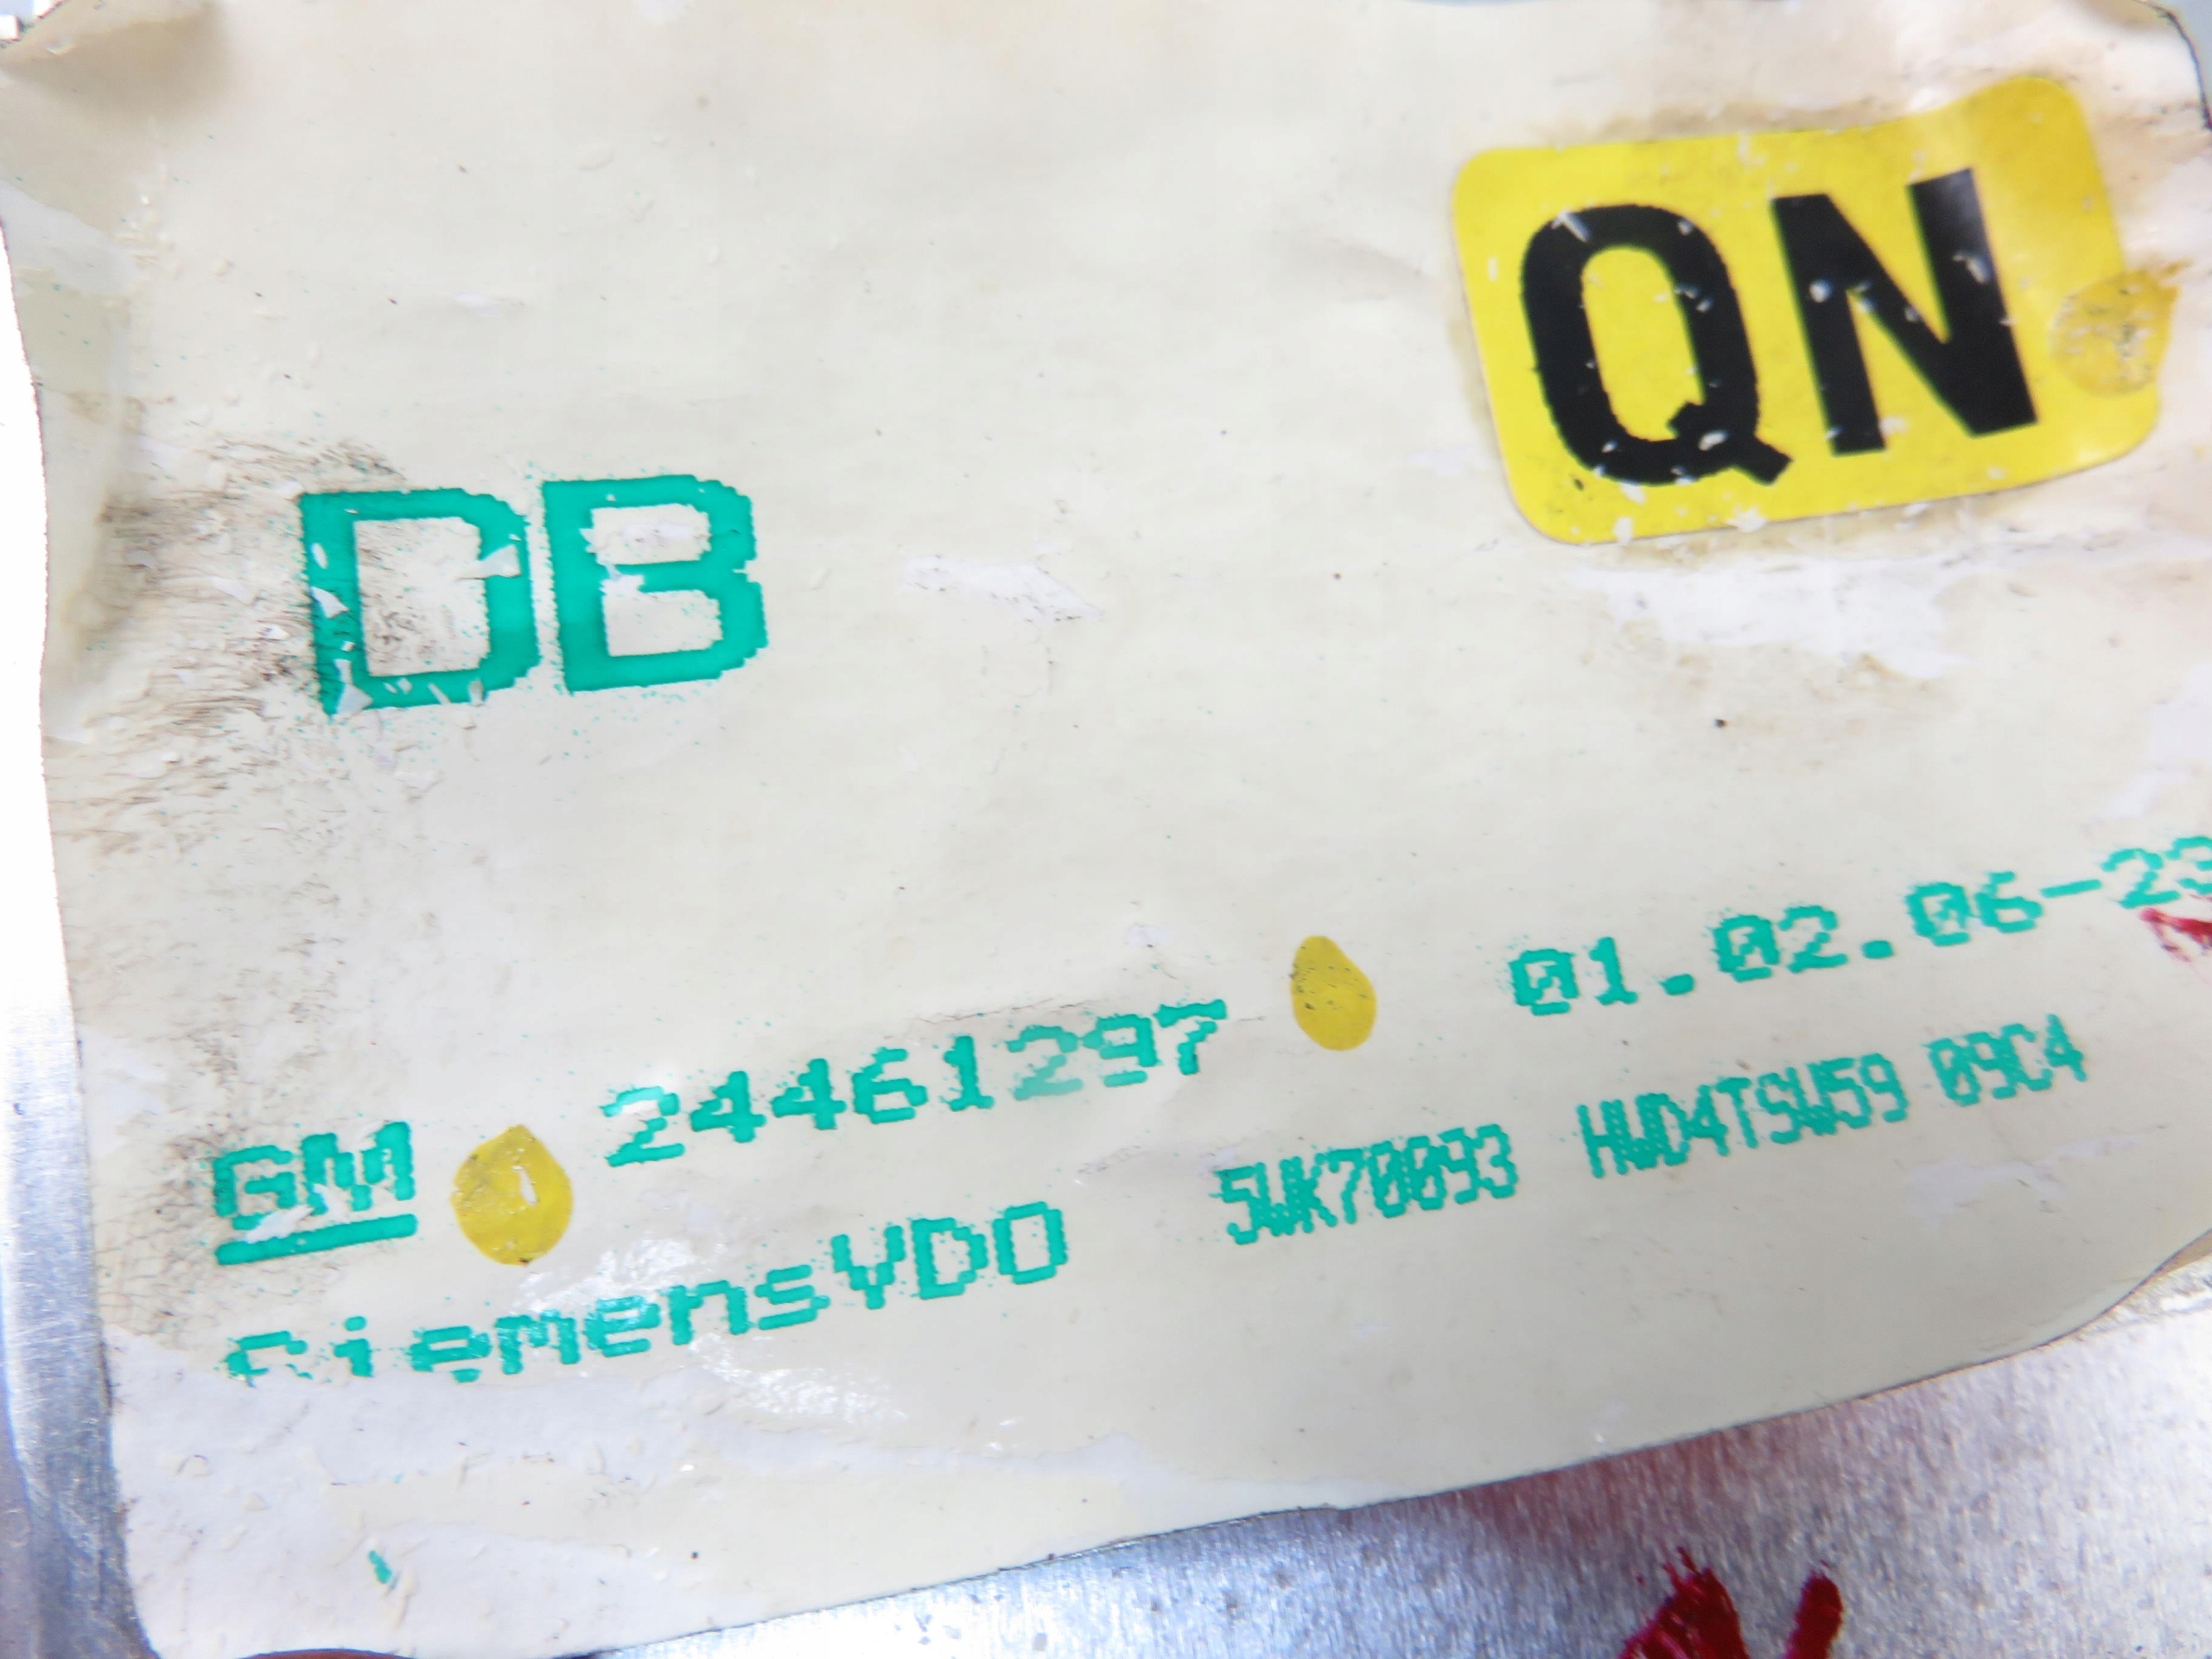 QN
DB
GM 24461297 01.02.06-23
SiemensVDO 5WK70093 HWD4TSW59 09C4